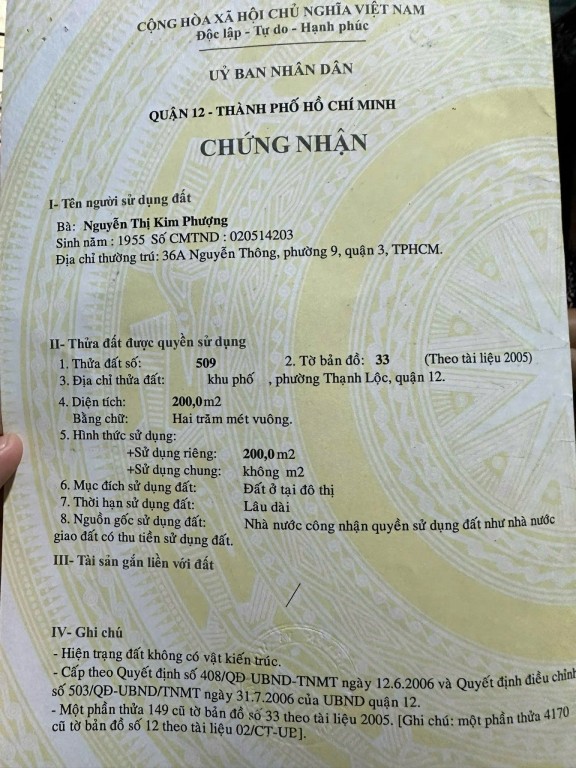 CỘNG HÒA XÃ HỘI CHỦ NGHĨA VIỆT NAM
Độc lập - Tự do - Hạnh phúc
UỶ BAN NHÂN DÂN
QUẬN 12 - THÀNH PHỐ HỒ CHÍ MINH
CHỨNG NHẬN
I- Tên người sử dụng đất
Bà: Nguyễn Thị Kim Phượng
Sinh năm : 1955 Số CMTND : 020514203
Địa chỉ thường trú: 36A Nguyễn Thông, phường 9, quận 3, TPHCM.
II- Thửa đất được quyền sử dụng
1. Thửa đất số: 509 2. Tờ bản đồ: 33 (Theo tài liệu 2005)
3. Địa chỉ thửa đất: khu phố , phường Thạnh Lộc, quận 12.
4. Diện tích: 200,0 m2
Bằng chữ: Hai trăm mét vuông.
5. Hình thức sử dụng:
+Sử dụng riêng: 200,0 m2
+Sử dụng chung: không m2
6. Mục đích sử dụng đất: Đất ở tại đô thị
7. Thời hạn sử dụng đất: Lâu dài
8. Nguồn gốc sử dụng đất: Nhà nước công nhận quyền sử dụng đất như nhà nước
giao đất có thu tiền sử dụng đất.
III- Tài sản gắn liền với đất
/
IV- Ghi chú
- Hiện trạng đất không có vật kiến trúc.
- Cấp theo Quyết định số 408/QĐ-UBND-TNMT ngày 12.6.2006 và Quyết định điều chỉnh
số 503/QĐ-UBND/TNMT ngày 31.7.2006 của UBND quận 12.
- Một phần thửa 149 cũ tờ bản đồ số 33 theo tài liệu 2005. [Ghi chú: một phần thửa 4170
cũ tờ bản đồ số 12 theo tài liệu 02/CT-UB].